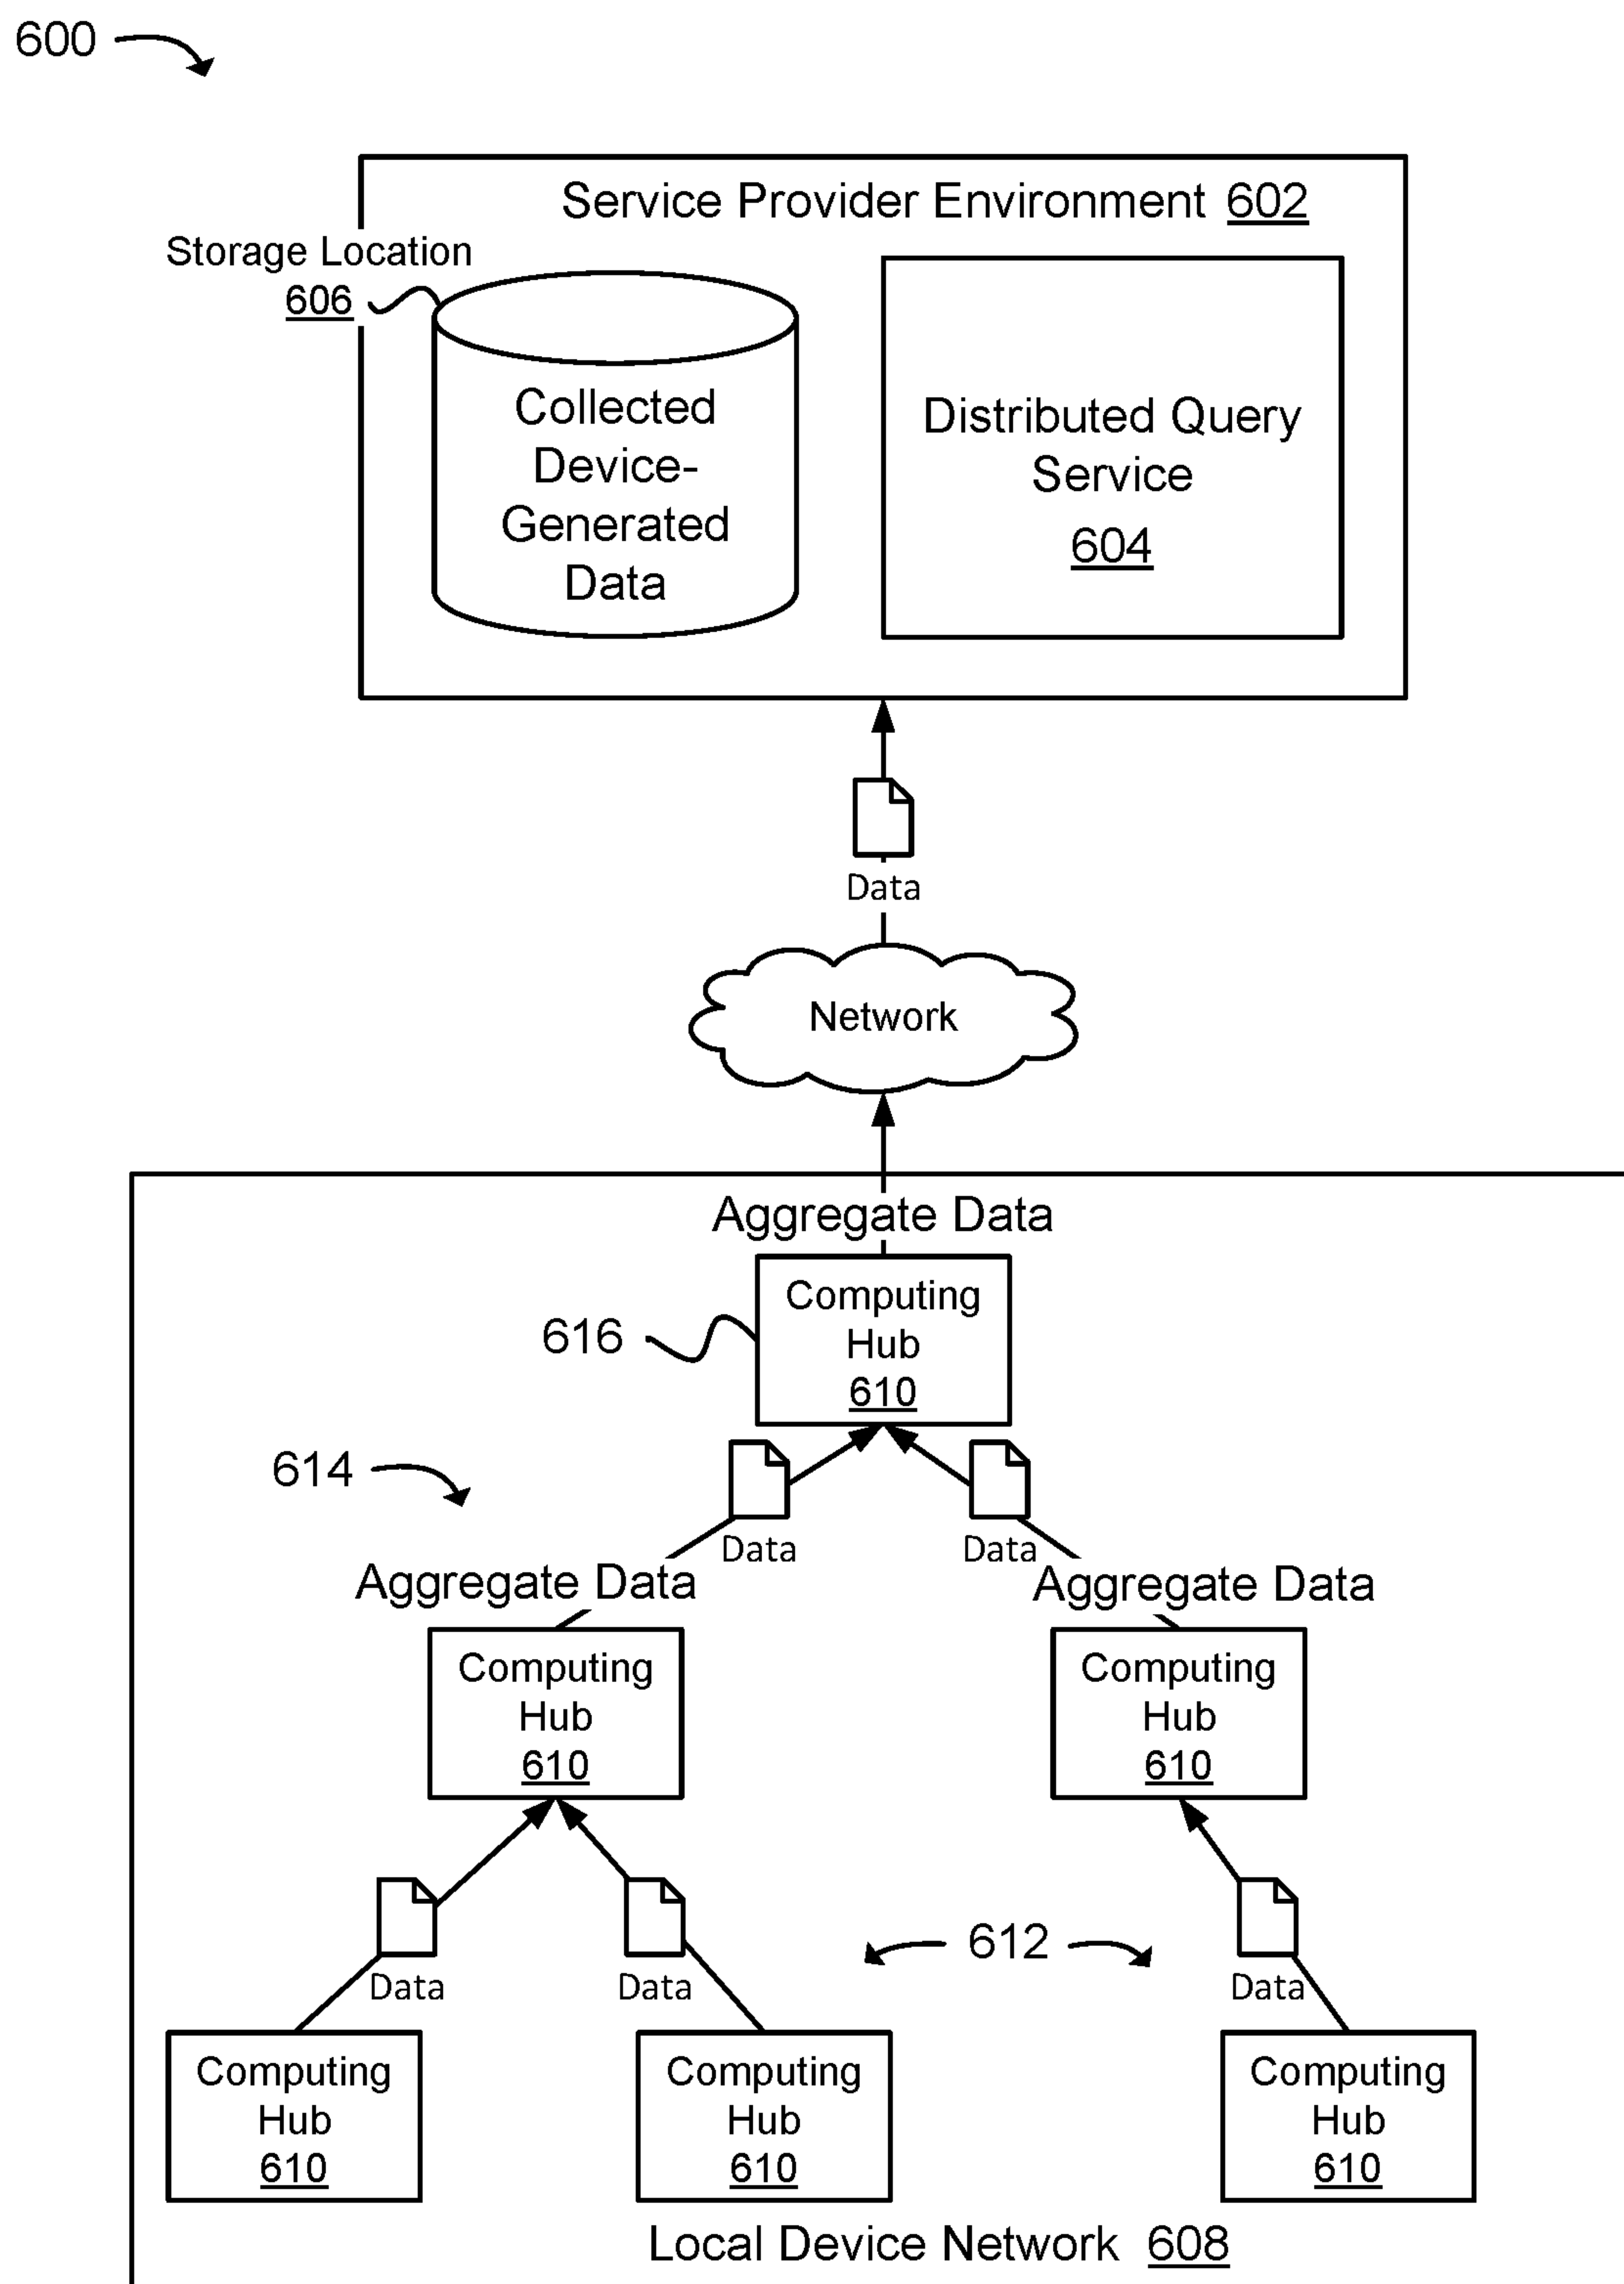 600
Service Provider Environment 602
Storage Location
606
Collected
Device-
Generated
Data
Distributed Query
Service
604
Data
Network
Aggregate Data
Computing
Hub
610
616
614
Data
Data
Aggregate Data
Aggregate Data
Computing
Hub
610
Computing
Hub
610
612
Data
Data
Data
Computing
Hub
610
Computing
Hub
610
Computing
Hub
610
Local Device Network 608